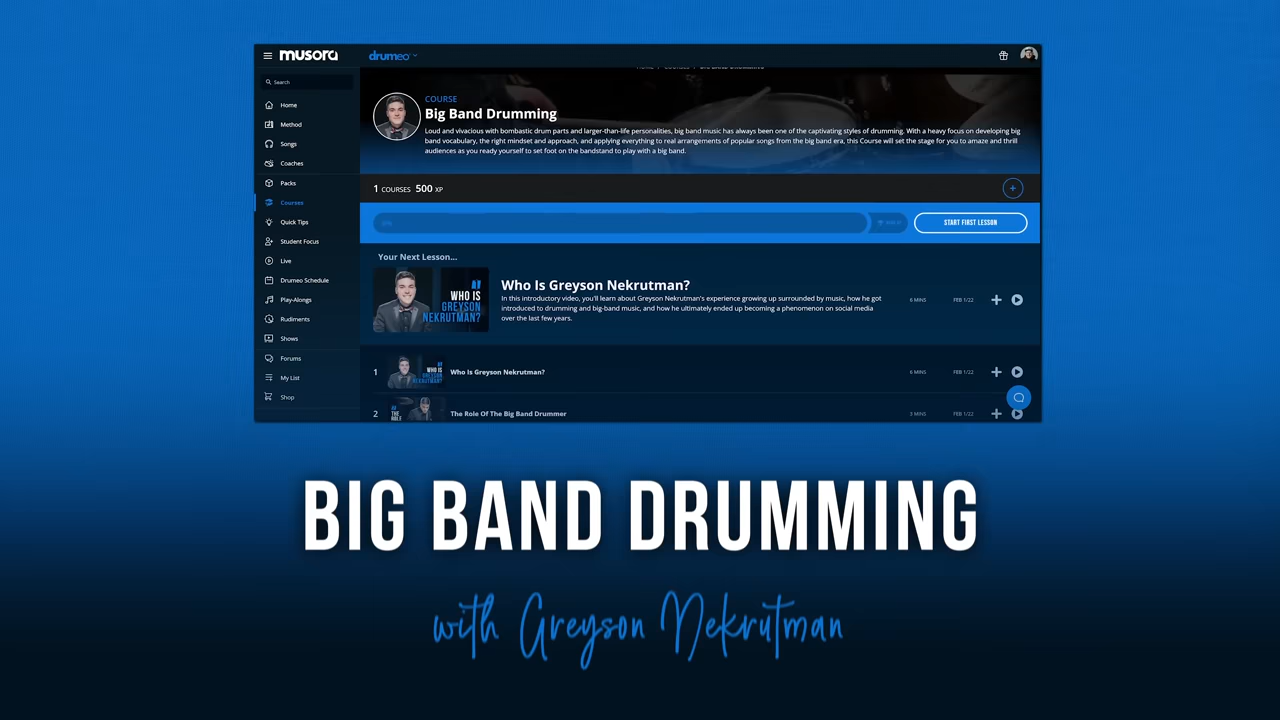 musora
drumeo
Search
Home
Method
Songs
Coaches
Packs
Courses
Quick Tips
Student Focus
Live
Drumeo Schedule
Play-Alongs
Rudiments
Shows
Forums
My List
Shop
COURSE
Big Band Drumming
Loud and vivacious with bombastic drum parts and larger-than-life personalities, big band music has always been one of the captivating styles of drumming. With a heavy focus on developing big
band vocabulary, the right mindset and approach, and applying everything to real arrangements of popular songs from the big band era, this Course will set the stage for you to amaze and thrill
audiences as you ready yourself to set foot on the bandstand to play with a big band.
1 COURSES 500 XP
START FIRST LESSON
Your Next Lesson...
WHO IS
GREYSON
NEKRUTMAN?
Who Is Greyson Nekrutman?
In this introductory video, you'll learn about Greyson Nekrutman's experience growing up surrounded by music, how he got
introduced to drumming and big-band music, and how he ultimately ended up becoming a phenomenon on social media
over the last few years.
6 MINS FEB 1/22
1 WHO IS GREYSON NEKRUTMAN? Who Is Greyson Nekrutman? 6 MINS FEB 1/22
2 THE ROLE The Role Of The Big Band Drummer 3 MINS FEB 1/22
BIG BAND DRUMMING
with Greyson Nekrutman